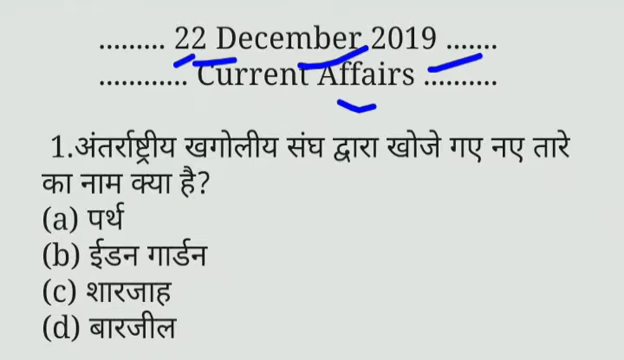 ......... 22 December 2019 .......
............ Current Affairs ..........
1.अंतर्राष्ट्रीय खगोलीय संघ द्वारा खोजे गए नए तारे
का नाम क्या है?
(a) पर्थ
(b) ईडन गार्डन
(c) शारजाह
(d) बारजील